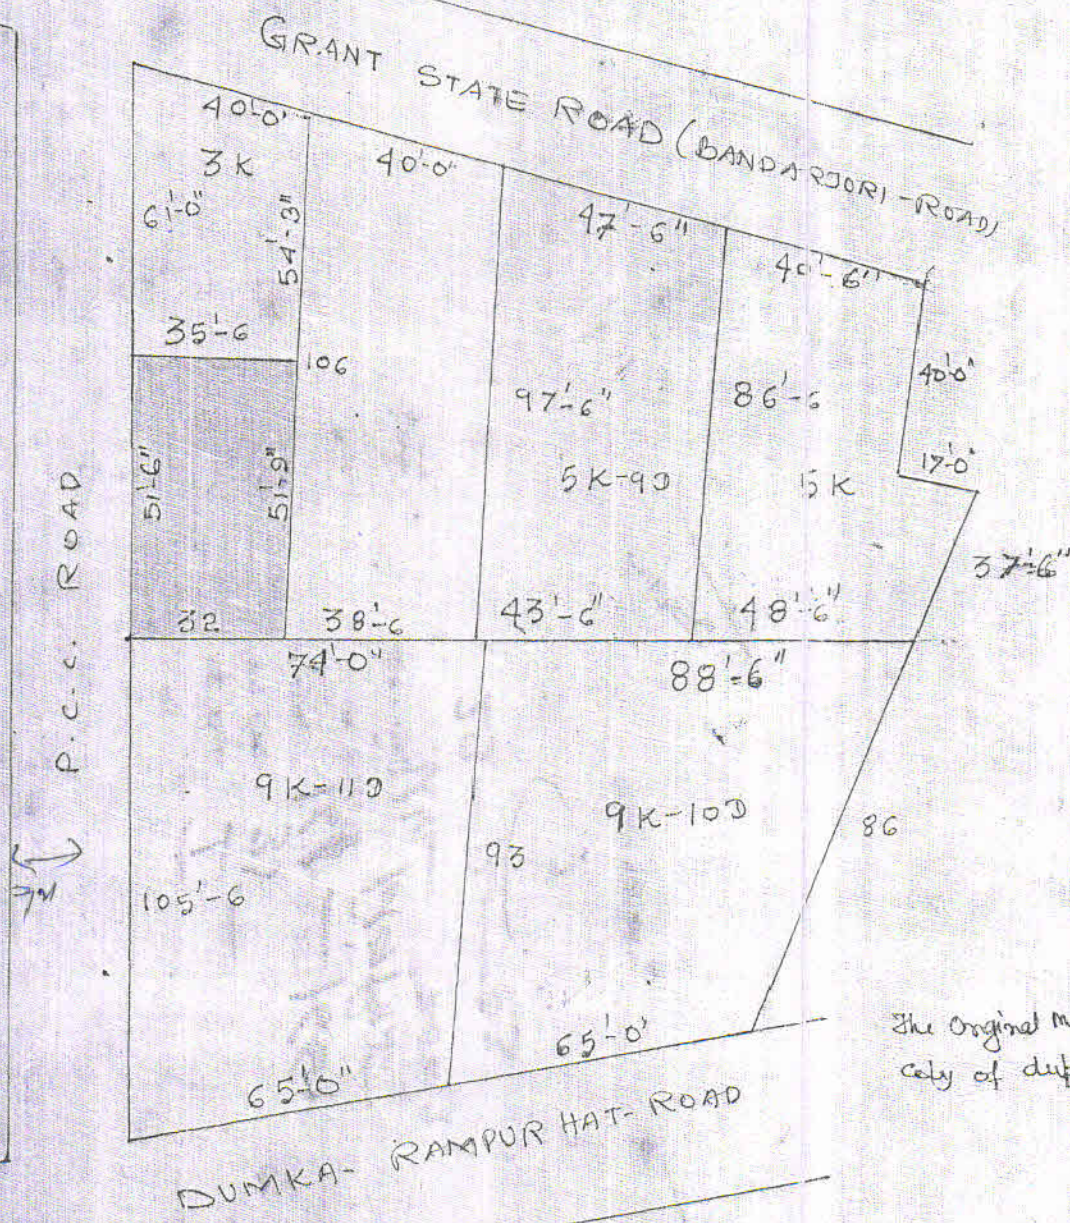 GRANT STATE ROAD (BANDARJORI-ROAD)
40'-0"
3 K
61'-0"
54'-3"
35'-6
40'-0"
106
47'-6"
97'-6"
5 K-9D
40'-6"
86'-6
5 K
40'-0"
17'-0"
37'-6"
51'-6"
51'-9"
32
38'-6
43'-6"
48'-6"
P.C.C. ROAD
74'-0"
88'-6"
9K-11D
9K-10D
105'-6
93
86
65'-0"
65-0'
DUMKA- RAMPUR HAT-ROAD
The Orginal
of